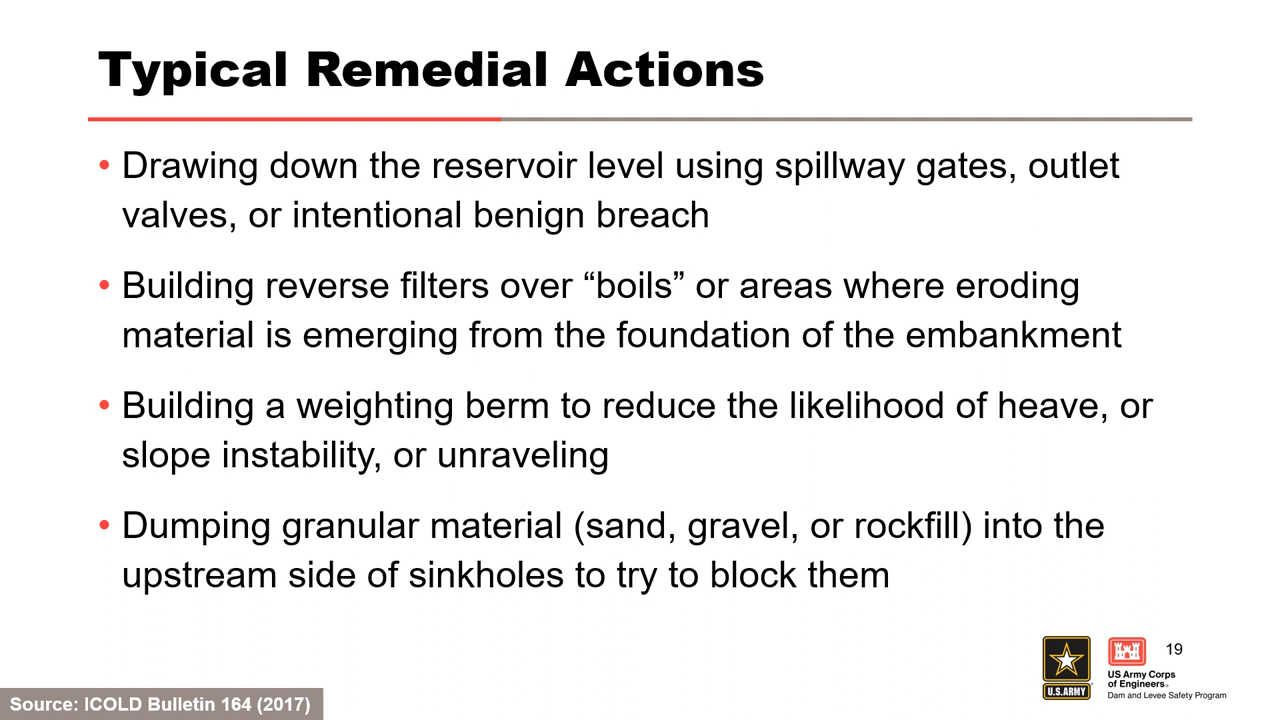 Typical Remedial Actions
• Drawing down the reservoir level using spillway gates, outlet
valves, or intentional benign breach
• Building reverse filters over “boils” or areas where eroding
material is emerging from the foundation of the embankment
• Building a weighting berm to reduce the likelihood of heave, or
slope instability, or unraveling
• Dumping granular material (sand, gravel, or rockfill) into the
upstream side of sinkholes to try to block them
19
U.S.ARMY
US Army Corps
of Engineers®
Dam and Levee Safety Program
Source: ICOLD Bulletin 164 (2017)